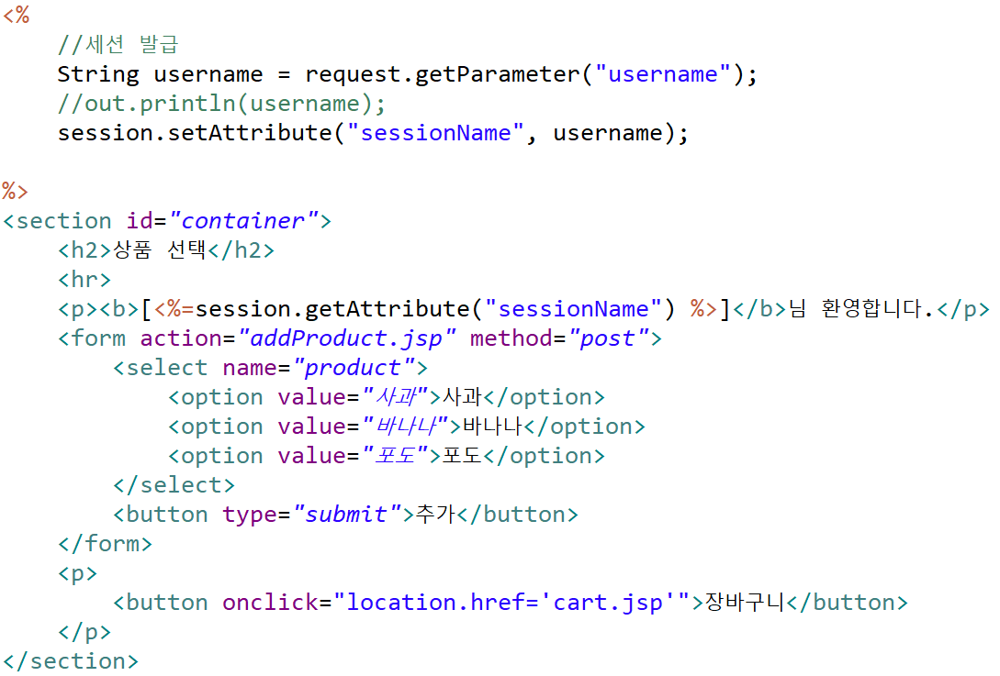 <%
//세션 발급
String username = request.getParameter("username");
//out.println(username);
session.setAttribute("sessionName", username);
%>
<section id="container">
<h2>상품 선택</h2>
<hr>
<p><b>[<%=session.getAttribute("sessionName") %>]</b>님 환영합니다.</p>
<form action="addProduct.jsp" method="post">
<select name="product">
<option value="사과">사과</option>
<option value="바나나">바나나</option>
<option value="포도">포도</option>
</select>
<button type="submit">추가</button>
</form>
<p>
<button onclick="location.href='cart.jsp'">장바구니</button>
</p>
</section>